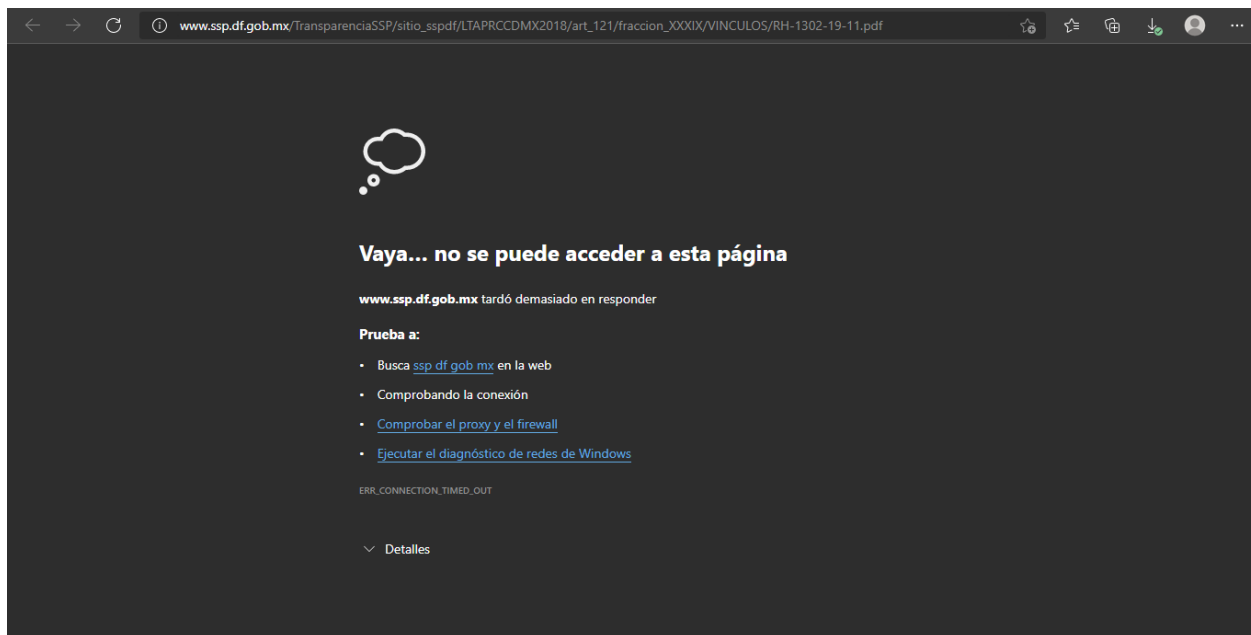 www.ssp.df.gob.mx/TransparenciaSSP/sitio_sspdf/LTAPRCCDMX2018/art_121/fraccion_XXXIX/VINCULOS/RH-1302-19-11.pdf
Vaya... no se puede acceder a esta página
www.ssp.df.gob.mx tardó demasiado en responder
Prueba a:
• Busca ssp df gob mx en la web
• Comprobando la conexión
• Comprobar el proxy y el firewall
• Ejecutar el diagnóstico de redes de Windows
ERR_CONNECTION_TIMED_OUT
Detalles